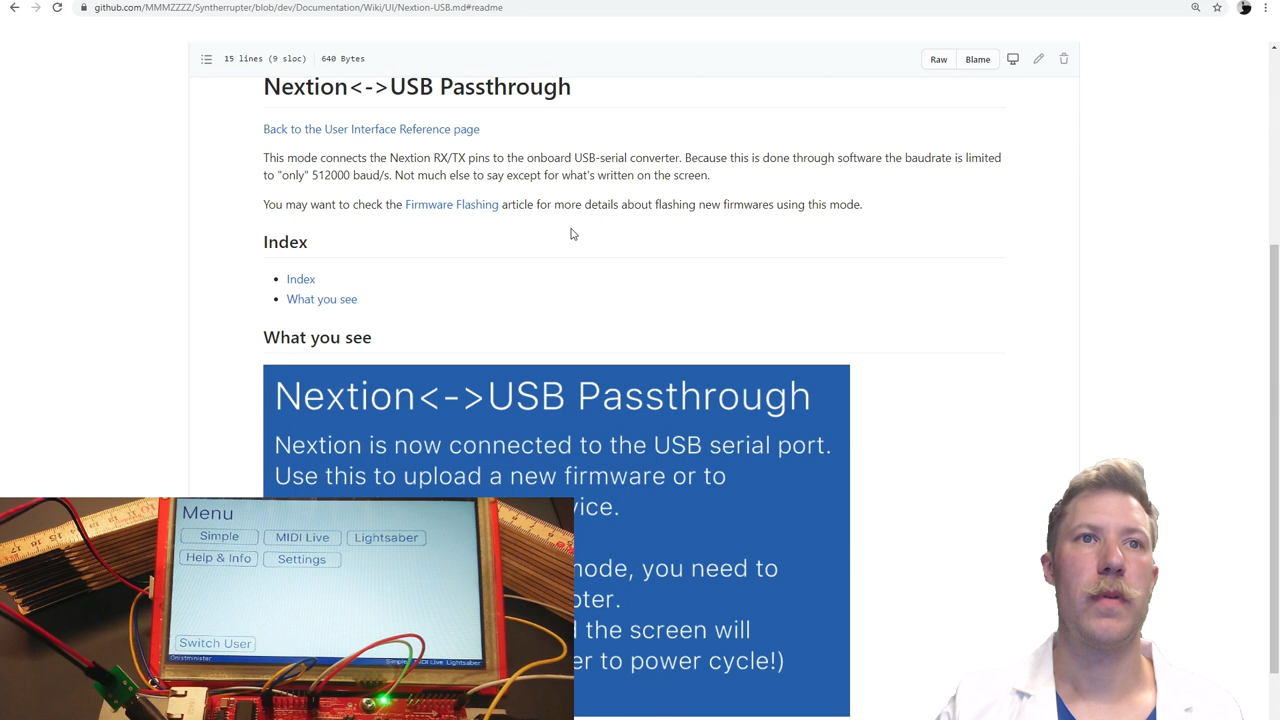 github.com/MMMZZZZ/Syntherrupter/blob/dev/Documentation/Wiki/UI/Nextion-USB.md#readme
15 lines (9 sloc) 640 Bytes
Raw Blame
Nextion<->USB Passthrough
Back to the User Interface Reference page
This mode connects the Nextion RX/TX pins to the onboard USB-serial converter. Because this is done through software the baudrate is limited
to "only" 512000 baud/s. Not much else to say except for what's written on the screen.
You may want to check the Firmware Flashing article for more details about flashing new firmwares using this mode.
Index
Index
What you see
What you see
Nextion<->USB Passthrough
Nextion is now connected to the USB serial port.
Use this to upload a new firmware or to
vice.
mode, you need to
pter.
d the screen will
er to power cycle!)
Menu
Simple MIDI Live Lightsaber
Help & Info Settings
Switch User
Simple MIDI Live Lightsaber